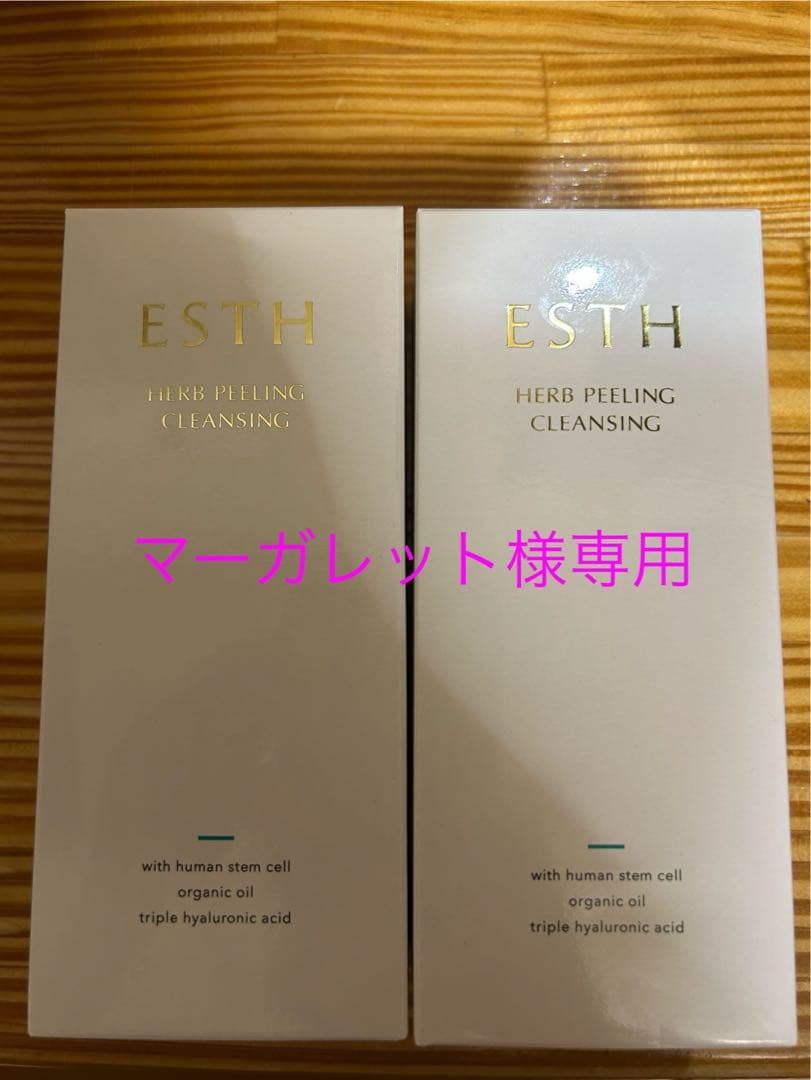 ESTH
HERB PEELING
CLEANSING
ESTH
HERB PEELING
CLEANSING
マーガレット様専用
with human stem cell
organic oil
triple hyaluronic acid
with human stem cell
organic oil
triple hyaluronic acid